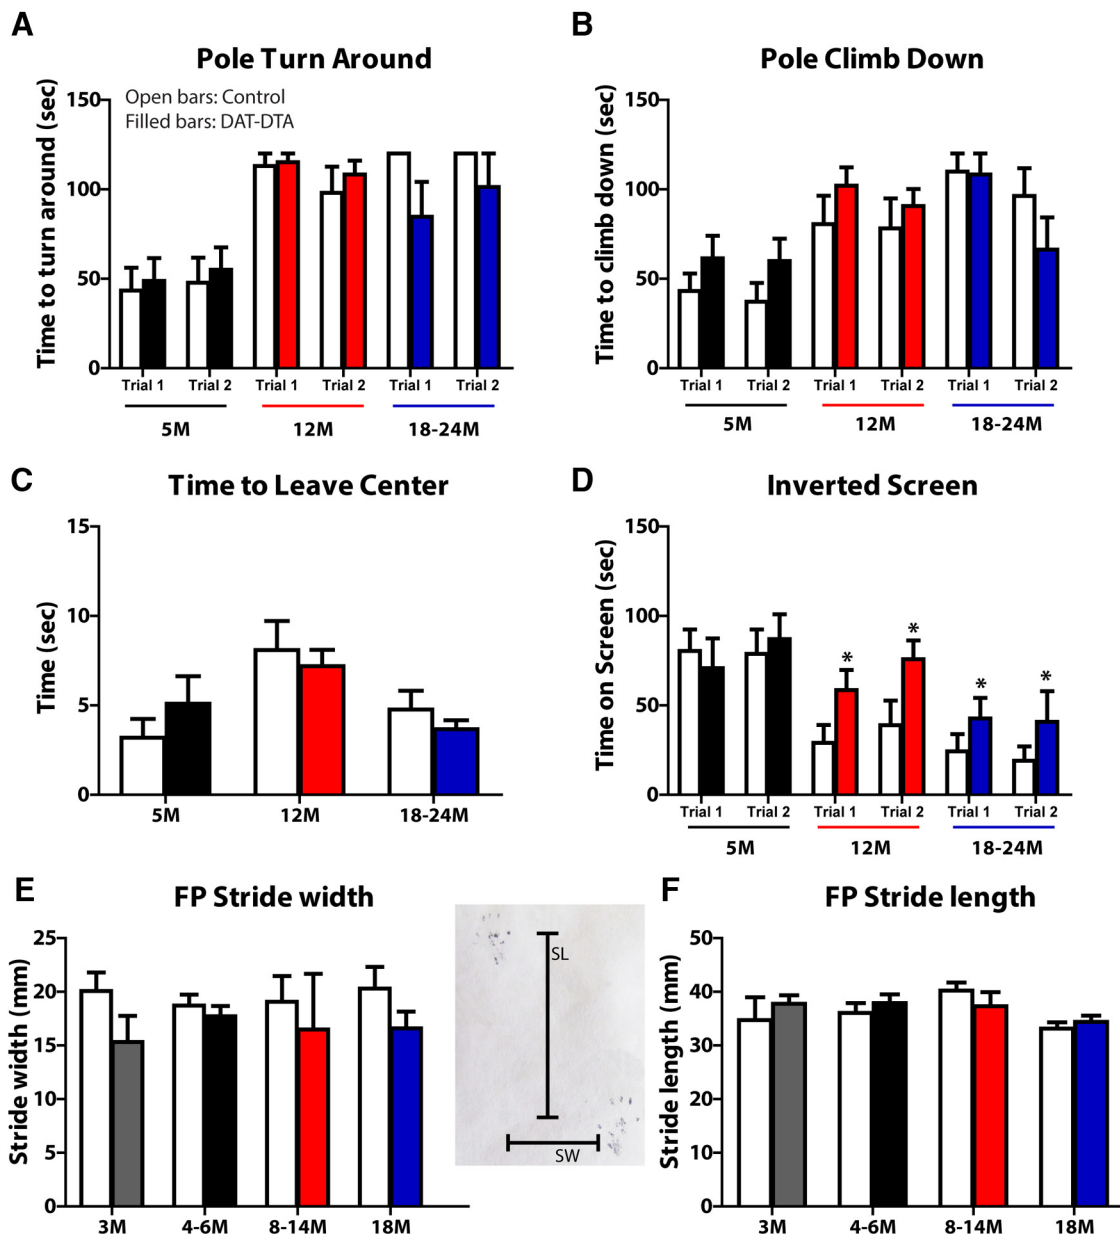 A
Pole Turn Around
Open bars: Control
Filled bars: DAT-DTA
Time to turn around (sec)
150
100
50
0
Trial 1 Trial 2 Trial 1 Trial 2 Trial 1 Trial 2
5M 12M 18-24M
B
Pole Climb Down
Time to climb down (sec)
150
100
50
0
Trial 1 Trial 2 Trial 1 Trial 2 Trial 1 Trial 2
5M 12M 18-24M
C
Time to Leave Center
Time (sec)
15
10
5
0
5M 12M 18-24M
D
Inverted Screen
Time on Screen (sec)
150
100
50
0
* * * *
Trial 1 Trial 2 Trial 1 Trial 2 Trial 1 Trial 2
5M 12M 18-24M
E
FP Stride width
Stride width (mm)
25
20
15
10
5
0
3M 4-6M 8-14M 18M
SL
SW
F
FP Stride length
Stride length (mm)
50
40
30
20
10
0
3M 4-6M 8-14M 18M